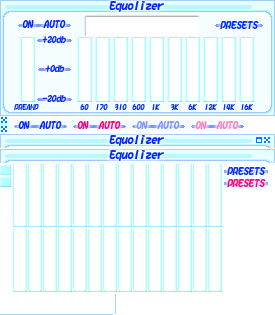 Equalizer
ON AUTO PRESETS
+20db
+0db
-20db
PREAMP 60 170 310 600 1K 3K 6K 12K 14K 16K
ON AUTO ON AUTO ON AUTO ON AUTO
Equalizer
Equalizer
PRESETS
PRESETS